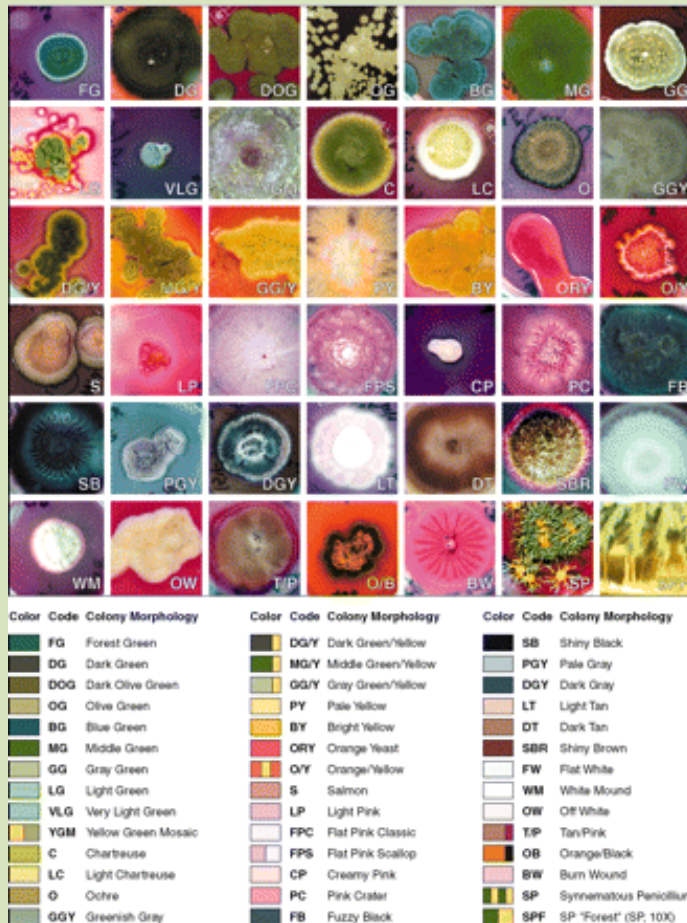 FG DG DOG OG BG MG GG
LG VLG YGM C LC O GGY
DG/Y MG/Y GG/Y PY BY ORY O/Y
S LP FPC FPS CP PC FB
SB PGY DGY LT DT SBR FW
WM OW T/P O/B BW SP SPF
Color Code Colony Morphology
FG Forest Green
DG Dark Green
DOG Dark Olive Green
OG Olive Green
BG Blue Green
MG Middle Green
GG Gray Green
LG Light Green
VLG Very Light Green
YGM Yellow Green Mosaic
C Chartreuse
LC Light Chartreuse
O Ochre
GGY Greenish Gray
Color Code Colony Morphology
DG/Y Dark Green/Yellow
MG/Y Middle Green/Yellow
GG/Y Gray Green/Yellow
PY Pale Yellow
BY Bright Yellow
ORY Orange Yeast
O/Y Orange/Yellow
S Salmon
LP Light Pink
FPC Flat Pink Classic
FPS Flat Pink Scallop
CP Creamy Pink
PC Pink Crater
FB Fuzzy Black
Color Code Colony Morphology
SB Shiny Black
PGY Pale Gray
DGY Dark Gray
LT Light Tan
DT Dark Tan
SBR Shiny Brown
FW Flat White
WM White Mound
OW Off White
T/P Tan/Pink
OB Orange/Black
BW Burn Wound
SP Synnematous Penicillium
SPF SP "Forest" (SP, 10X)